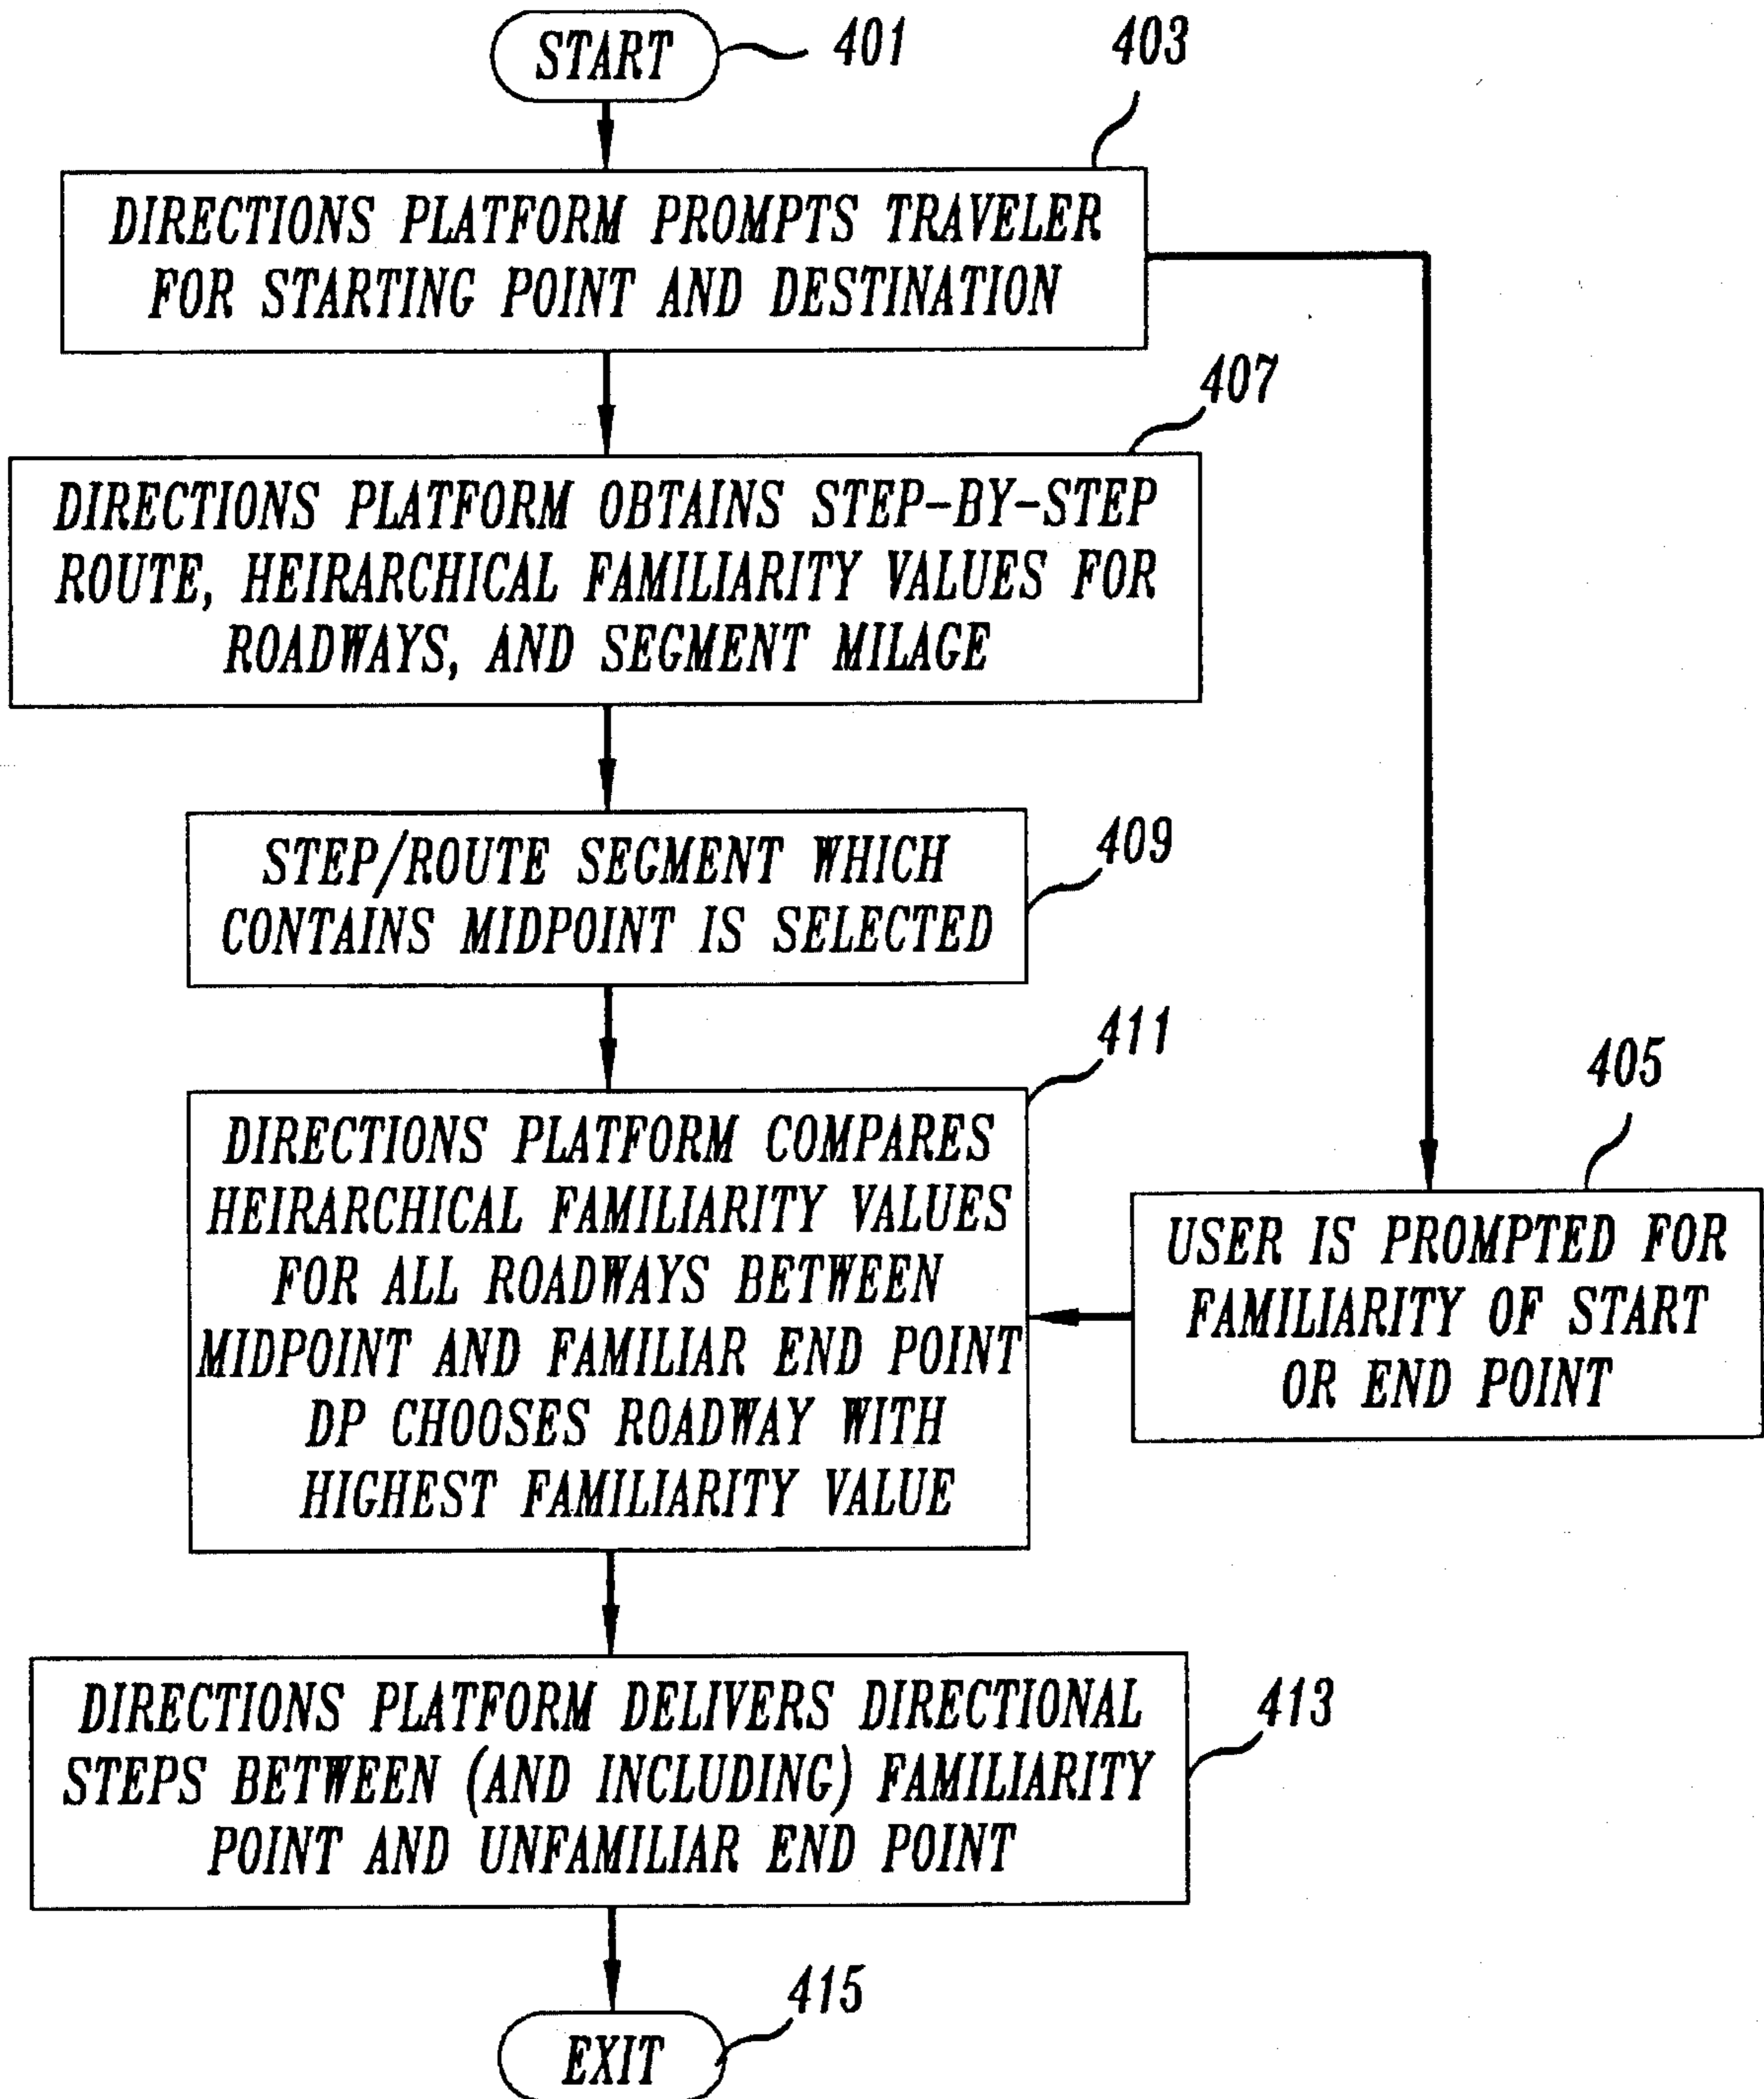 START
401
403
DIRECTIONS PLATFORM PROMPTS TRAVELER
FOR STARTING POINT AND DESTINATION
407
DIRECTIONS PLATFORM OBTAINS STEP-BY-STEP
ROUTE, HEIRARCHICAL FAMILIARITY VALUES FOR
ROADWAYS, AND SEGMENT MILAGE
STEP/ROUTE SEGMENT WHICH
CONTAINS MIDPOINT IS SELECTED
409
411
DIRECTIONS PLATFORM COMPARES
HEIRARCHICAL FAMILIARITY VALUES
FOR ALL ROADWAYS BETWEEN
MIDPOINT AND FAMILIAR END POINT
DP CHOOSES ROADWAY WITH
HIGHEST FAMILIARITY VALUE
405
USER IS PROMPTED FOR
FAMILIARITY OF START
OR END POINT
DIRECTIONS PLATFORM DELIVERS DIRECTIONAL
STEPS BETWEEN (AND INCLUDING) FAMILIARITY
POINT AND UNFAMILIAR END POINT
413
415
EXIT